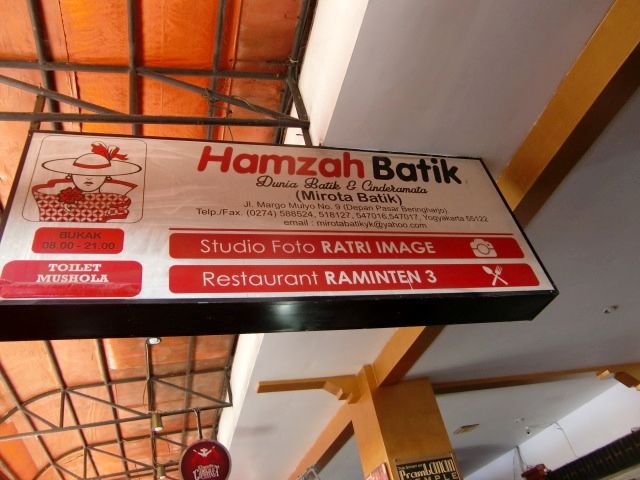 Hamzah Batik
Dunia Batik & Cinderamata
(Mirota Batik)
Jl. Margo Mulyo No. 9 (Depan Pasar Beringharjo)
Telp./Fax. (0274) 588524, 518127, 547016,547017, Yogyakarta 55122
email : mirotabatikyk@yahoo.com
BUKAK
08.00 - 21.00
Studio Foto RATRI IMAGE
TOILET
MUSHOLA
Restaurant RAMINTEN 3
Prambanan